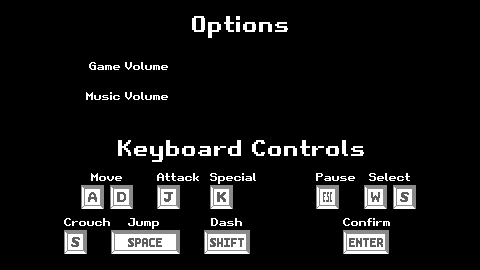 Options
Game Volume
Music Volume
Keyboard Controls
Move Attack Special Pause Select
A D J K ESC W S
Crouch Jump Dash Confirm
S SPACE SHIFT ENTER